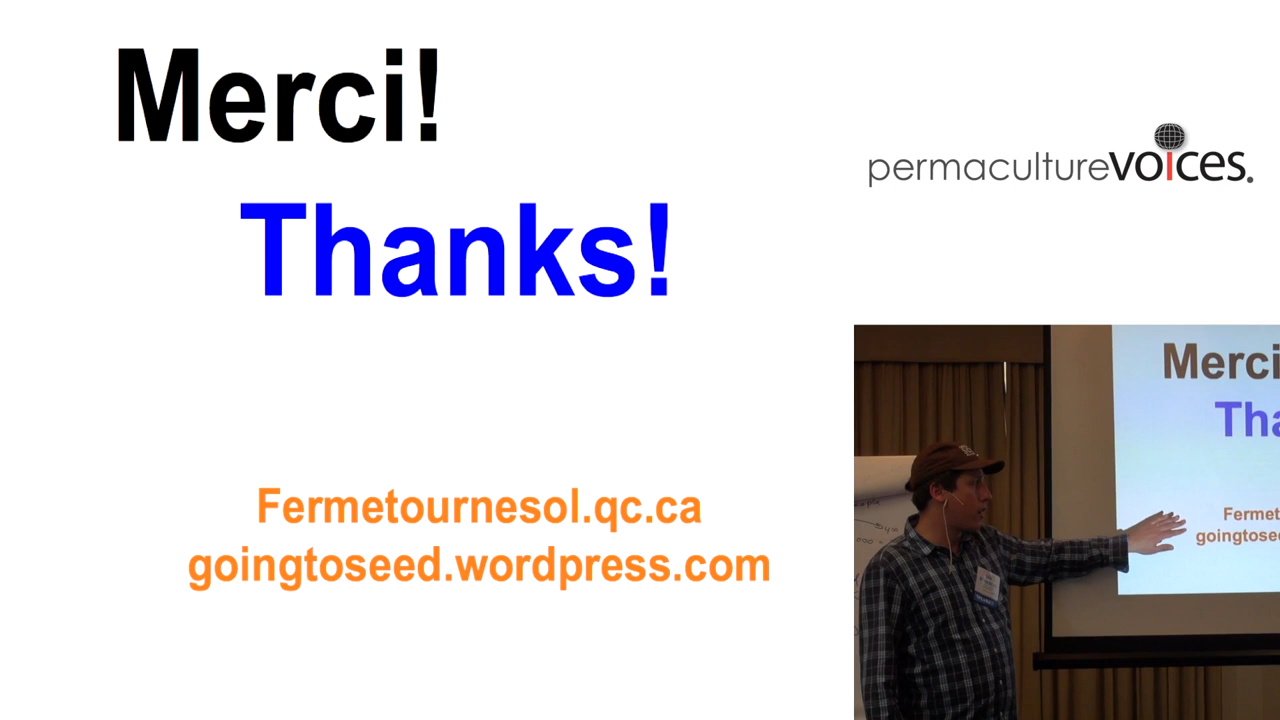 Merci!
Thanks!
Fermetournesol.qc.ca
goingtoseed.wordpress.com
permaculturevoices.
Merci
Tha
Fermet
goingtosee